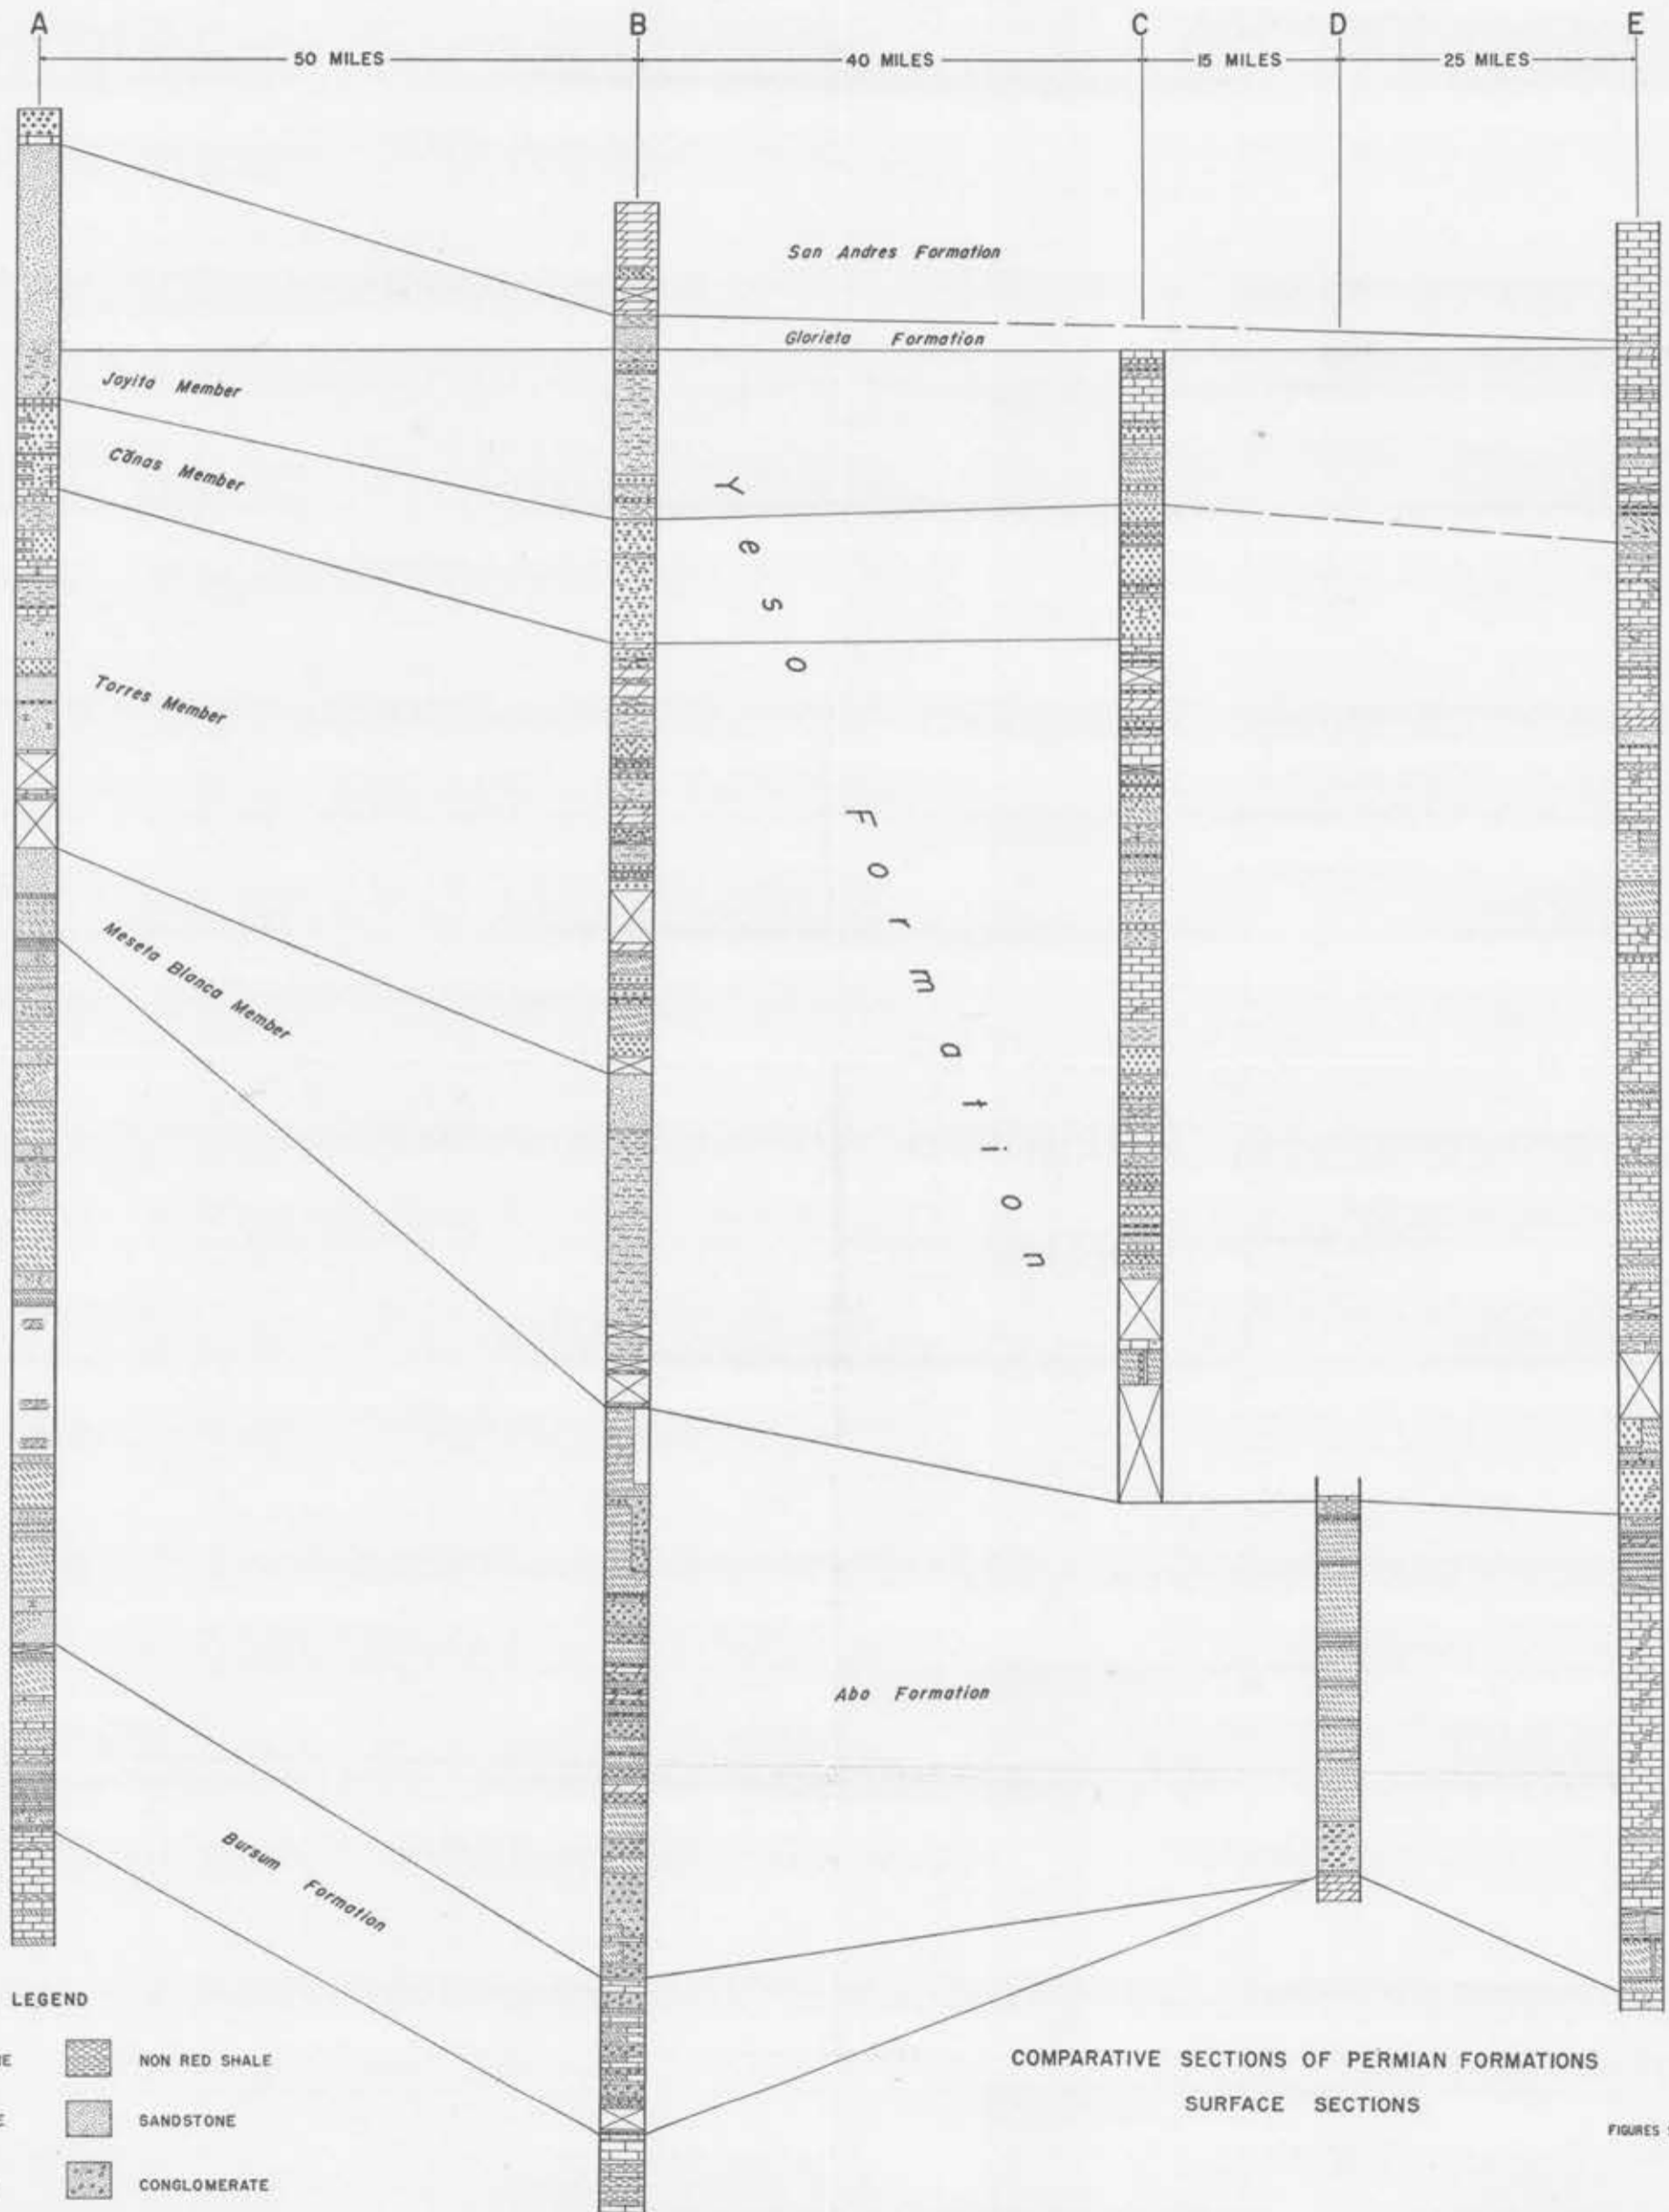 A B C D E
50 MILES 40 MILES 15 MILES 25 MILES
San Andres Formation
Glorieta Formation
Joyita Member
Cañas Member
Torres Member
Meseta Blanca Member
Yeso Formation
Abo Formation
Bursum Formation
LEGEND
NON RED SHALE
SANDSTONE
CONGLOMERATE
COMPARATIVE SECTIONS OF PERMIAN FORMATIONS
SURFACE SECTIONS
FIGURES